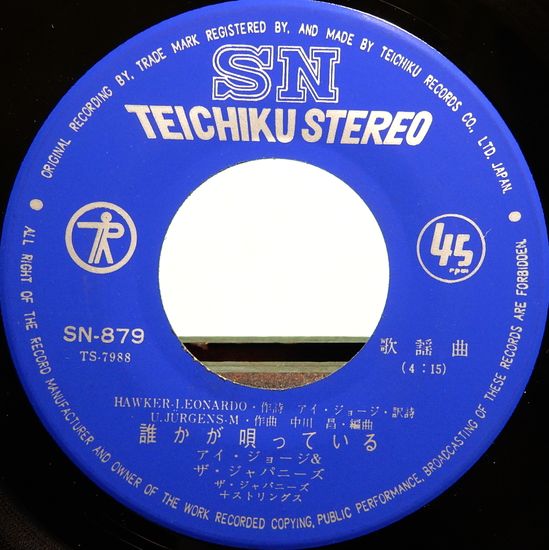 ORIGINAL RECORDING BY, TRADE MARK REGISTERED BY, AND MADE BY TEICHIKU RECORDS CO., LTD. JAPAN.
SN
TEICHIKU STEREO
45
rpm
SN-879
TS-7988
歌謡曲
(4:15)
HAWKER-LEONARDO・作詩 アイ・ジョージ・訳詩
U.JÜRGENS-M・作曲 中川 昌・編曲
誰かが唄っている
アイ・ジョージ&
ザ・ジャパニーズ
ザ・ジャパニーズ
+ストリングス
ALL RIGHT OF THE RECORD MANUFACTURER AND OWNER OF THE WORK RECORDED COPYING, PUBLIC PERFORMANCE, BROADCASTING OF THESE RECORDS ARE FORBIDDEN.